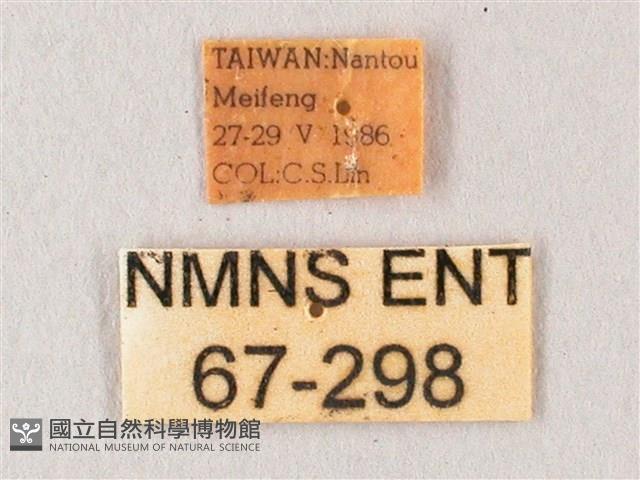 TAIWAN:Nantou
Meifeng
27-29 V 1986
COL:C.S.Lin
NMNS ENT
67-298
國立自然科學博物館
NATIONAL MUSEUM OF NATURAL SCIENCE